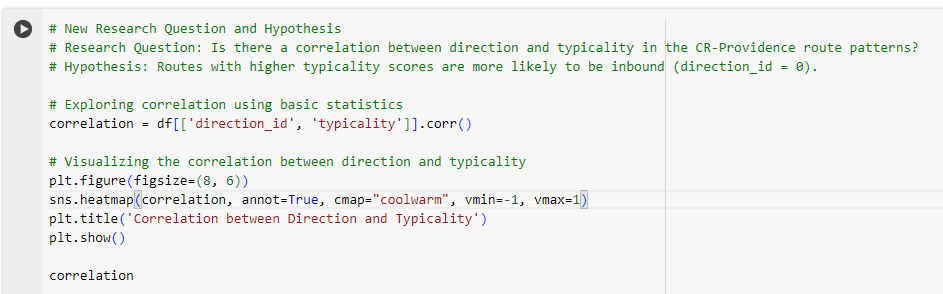 # New Research Question and Hypothesis
# Research Question: Is there a correlation between direction and typicality in the CR-Providence route patterns?
# Hypothesis: Routes with higher typicality scores are more likely to be inbound (direction_id = 0).
# Exploring correlation using basic statistics
correlation = df[['direction_id', 'typicality']].corr()
# Visualizing the correlation between direction and typicality
plt.figure(figsize=(8, 6))
sns.heatmap(correlation, annot=True, cmap="coolwarm", vmin=-1, vmax=1)
plt.title('Correlation between Direction and Typicality')
plt.show()
correlation